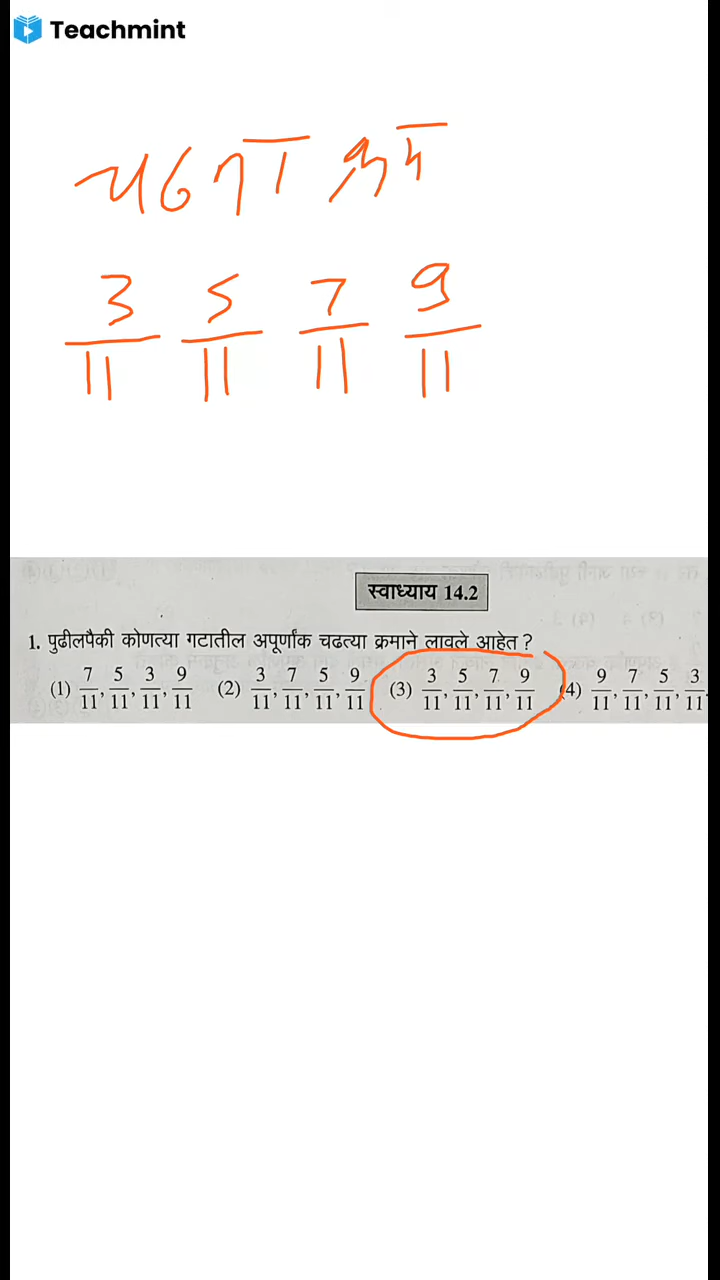 Teachmint
चढता क्रम
3/11 5/11 7/11 9/11
स्वाध्याय 14.2
1. पुढीलपैकी कोणत्या गटातील अपूर्णांक चढत्या क्रमाने लावले आहेत ?
(1) 7/11, 5/11, 3/11, 9/11 (2) 3/11, 7/11, 5/11, 9/11 (3) 3/11, 5/11, 7/11, 9/11 (4) 9/11, 7/11, 5/11, 3/11